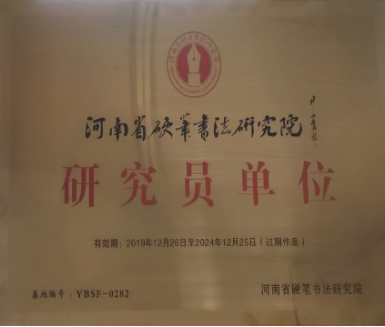 河南省硬筆书法研究院
研究员单位
有效期：2019年12月26日至2024年12月25日（过期作废）
基地编号：YBSF-0282
河南省硬笔书法研究院